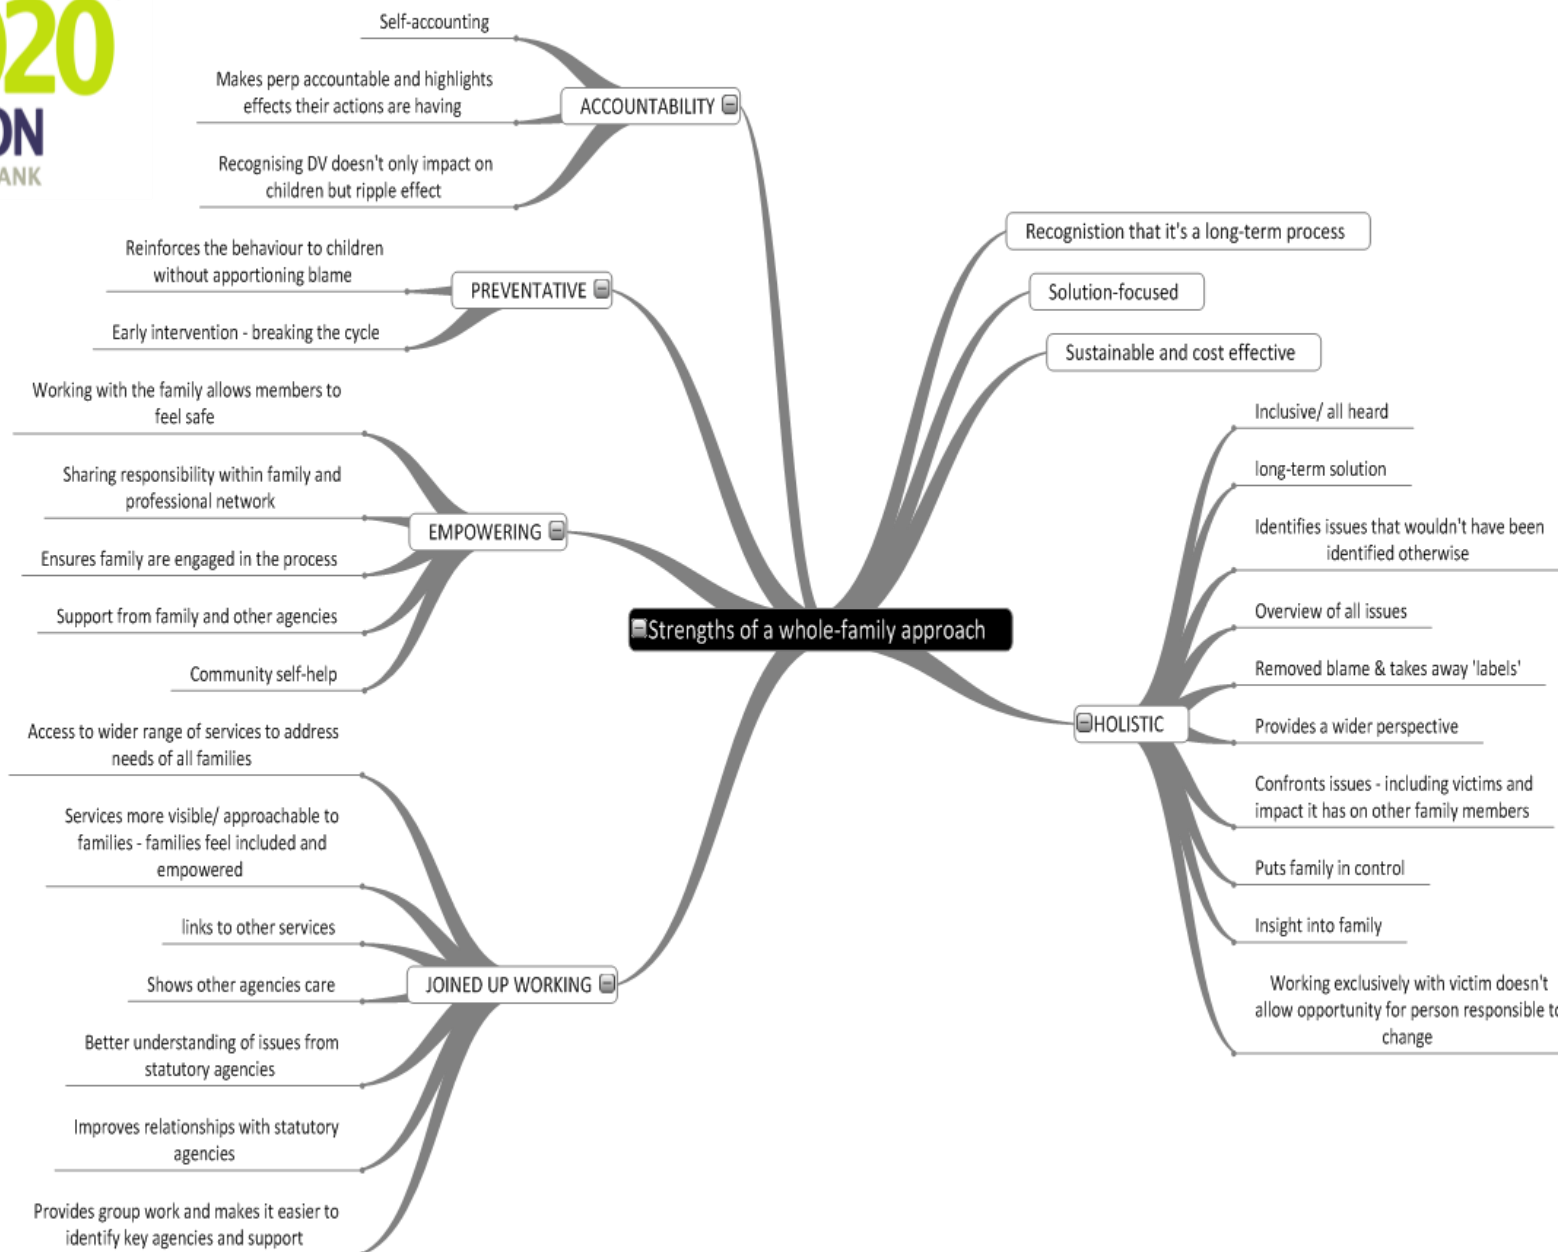 020
ON
ANK
Self-accounting
Makes perp accountable and highlights
effects their actions are having
Recognising DV doesn't only impact on
children but ripple effect
ACCOUNTABILITY
Reinforces the behaviour to children
without apportioning blame
Early intervention - breaking the cycle
PREVENTATIVE
Working with the family allows members to
feel safe
Sharing responsibility within family and
professional network
Ensures family are engaged in the process
Support from family and other agencies
Community self-help
EMPOWERING
Access to wider range of services to address
needs of all families
Services more visible/ approachable to
families - families feel included and
empowered
links to other services
Shows other agencies care
Better understanding of issues from
statutory agencies
Improves relationships with statutory
agencies
Provides group work and makes it easier to
identify key agencies and support
JOINED UP WORKING
Strengths of a whole-family approach
Recognistion that it's a long-term process
Solution-focused
Sustainable and cost effective
HOLISTIC
Inclusive/ all heard
long-term solution
Identifies issues that wouldn't have been
identified otherwise
Overview of all issues
Removed blame & takes away 'labels'
Provides a wider perspective
Confronts issues - including victims and
impact it has on other family members
Puts family in control
Insight into family
Working exclusively with victim doesn't
allow opportunity for person responsible to
change